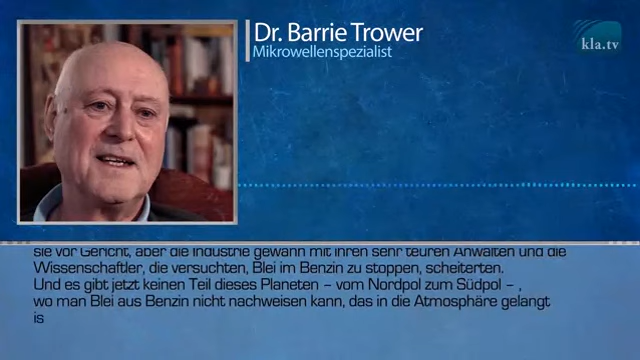 Dr. Barrie Trower
Mikrowellenspezialist
kla.tv
sie vor Gericht, aber die Industrie gewann mit ihren sehr teuren Anwälten und die
Wissenschaftler, die versuchten, Blei im Benzin zu stoppen, scheiterten.
Und es gibt jetzt keinen Teil dieses Planeten – vom Nordpol zum Südpol – ,
wo man Blei aus Benzin nicht nachweisen kann, das in die Atmosphäre gelangt
is